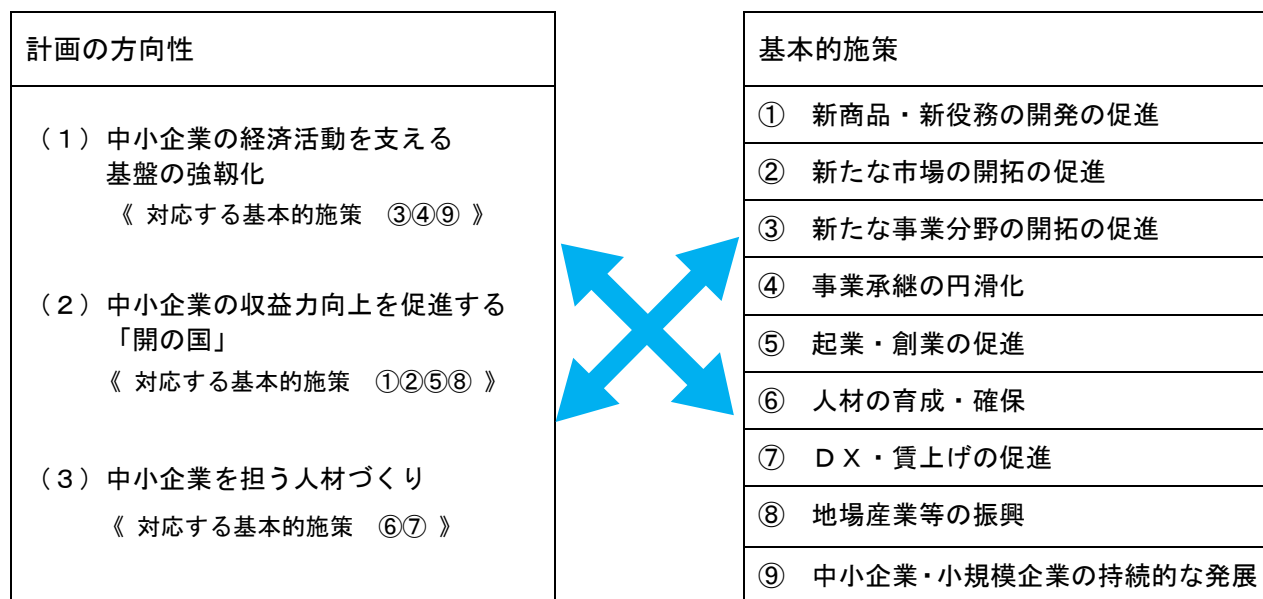 計画の方向性
（１）中小企業の経済活動を支える
基盤の強靱化
《 対応する基本的施策　③④⑨ 》
（２）中小企業の収益力向上を促進する
「開の国」
《 対応する基本的施策　①②⑤⑧ 》
（３）中小企業を担う人材づくり
《 対応する基本的施策　⑥⑦ 》
基本的施策
①　新商品・新役務の開発の促進
②　新たな市場の開拓の促進
③　新たな事業分野の開拓の促進
④　事業承継の円滑化
⑤　起業・創業の促進
⑥　人材の育成・確保
⑦　ＤＸ・賃上げの促進
⑧　地場産業等の振興
⑨　中小企業・小規模企業の持続的な発展